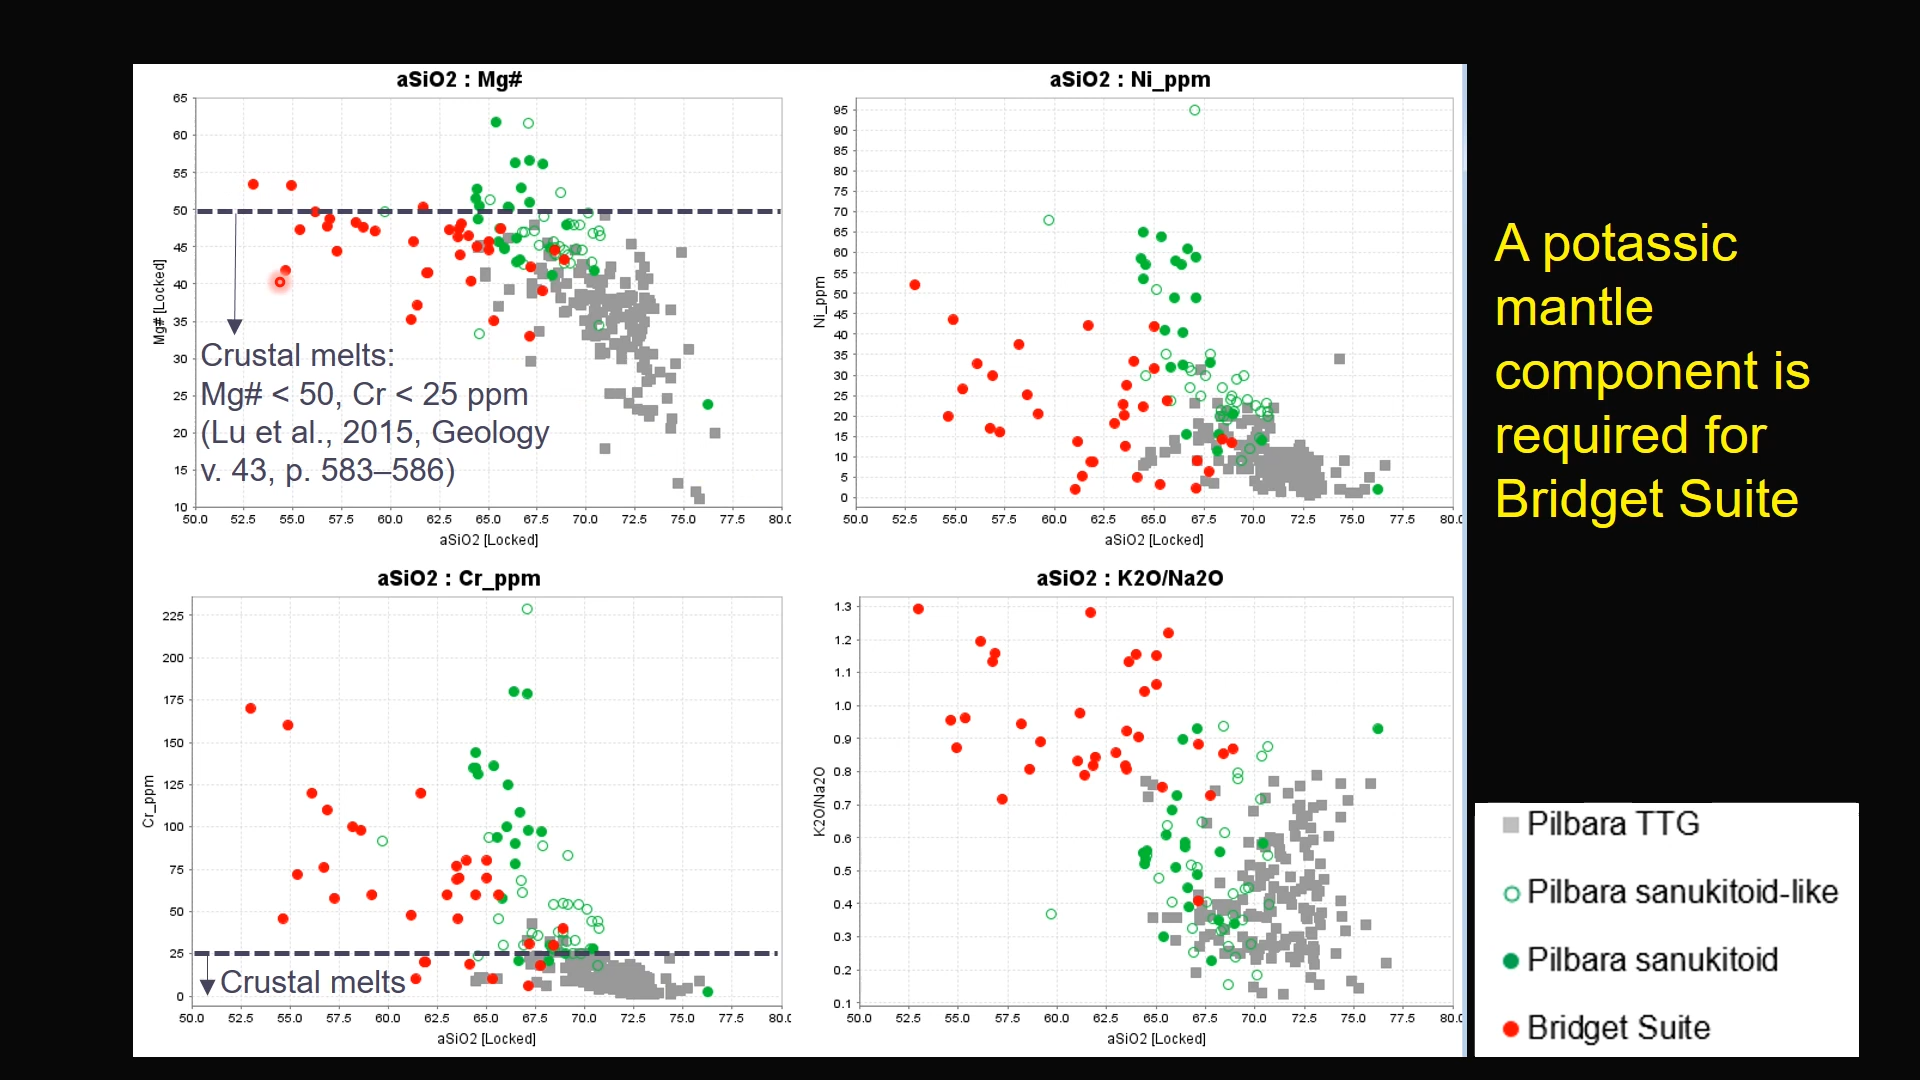 aSiO2 : Mg#
65
60
55
50
45
40
35
30
25
20
15
10
Mg# [Locked]
50.0 52.5 55.0 57.5 60.0 62.5 65.0 67.5 70.0 72.5 75.0 77.5 80.0
aSiO2 [Locked]
Crustal melts:
Mg# < 50, Cr < 25 ppm
(Lu et al., 2015, Geology
v. 43, p. 583–586)
aSiO2 : Ni_ppm
95
90
85
80
75
70
65
60
55
50
45
40
35
30
25
20
15
10
5
0
Ni_ppm
50.0 52.5 55.0 57.5 60.0 62.5 65.0 67.5 70.0 72.5 75.0 77.5 80.0
aSiO2 [Locked]
aSiO2 : Cr_ppm
225
200
175
150
125
100
75
50
25
0
Cr_ppm
Crustal melts
50.0 52.5 55.0 57.5 60.0 62.5 65.0 67.5 70.0 72.5 75.0 77.5 80.0
aSiO2 [Locked]
aSiO2 : K2O/Na2O
1.3
1.2
1.1
1.0
0.9
0.8
0.7
0.6
0.5
0.4
0.3
0.2
0.1
K2O/Na2O
50.0 52.5 55.0 57.5 60.0 62.5 65.0 67.5 70.0 72.5 75.0 77.5 80.0
aSiO2 [Locked]
A potassic
mantle
component is
required for
Bridget Suite
Pilbara TTG
Pilbara sanukitoid-like
Pilbara sanukitoid
Bridget Suite